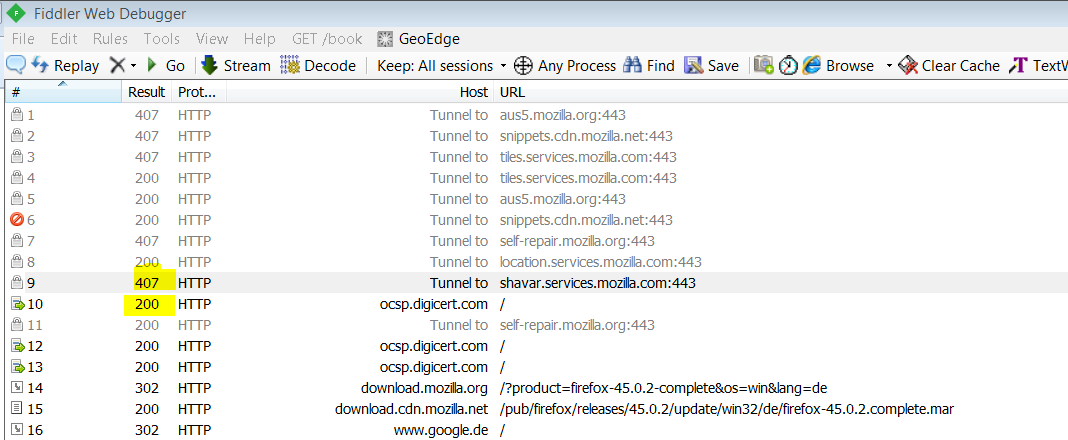 Fiddler Web Debugger
File Edit Rules Tools View Help GET /book GeoEdge
Replay Go Stream Decode Keep: All sessions Any Process Find Save Browse Clear Cache TextW
# Result Prot... Host URL
1 407 HTTP Tunnel to aus5.mozilla.org:443
2 407 HTTP Tunnel to snippets.cdn.mozilla.net:443
3 407 HTTP Tunnel to tiles.services.mozilla.com:443
4 200 HTTP Tunnel to tiles.services.mozilla.com:443
5 200 HTTP Tunnel to aus5.mozilla.org:443
6 200 HTTP Tunnel to snippets.cdn.mozilla.net:443
7 407 HTTP Tunnel to self-repair.mozilla.org:443
8 200 HTTP Tunnel to location.services.mozilla.com:443
9 407 HTTP Tunnel to shavar.services.mozilla.com:443
10 200 HTTP ocsp.digicert.com /
11 200 HTTP Tunnel to self-repair.mozilla.org:443
12 200 HTTP ocsp.digicert.com /
13 200 HTTP ocsp.digicert.com /
14 302 HTTP download.mozilla.org /?product=firefox-45.0.2-complete&os=win&lang=de
15 200 HTTP download.cdn.mozilla.net /pub/firefox/releases/45.0.2/update/win32/de/firefox-45.0.2.complete.mar
16 302 HTTP www.google.de /